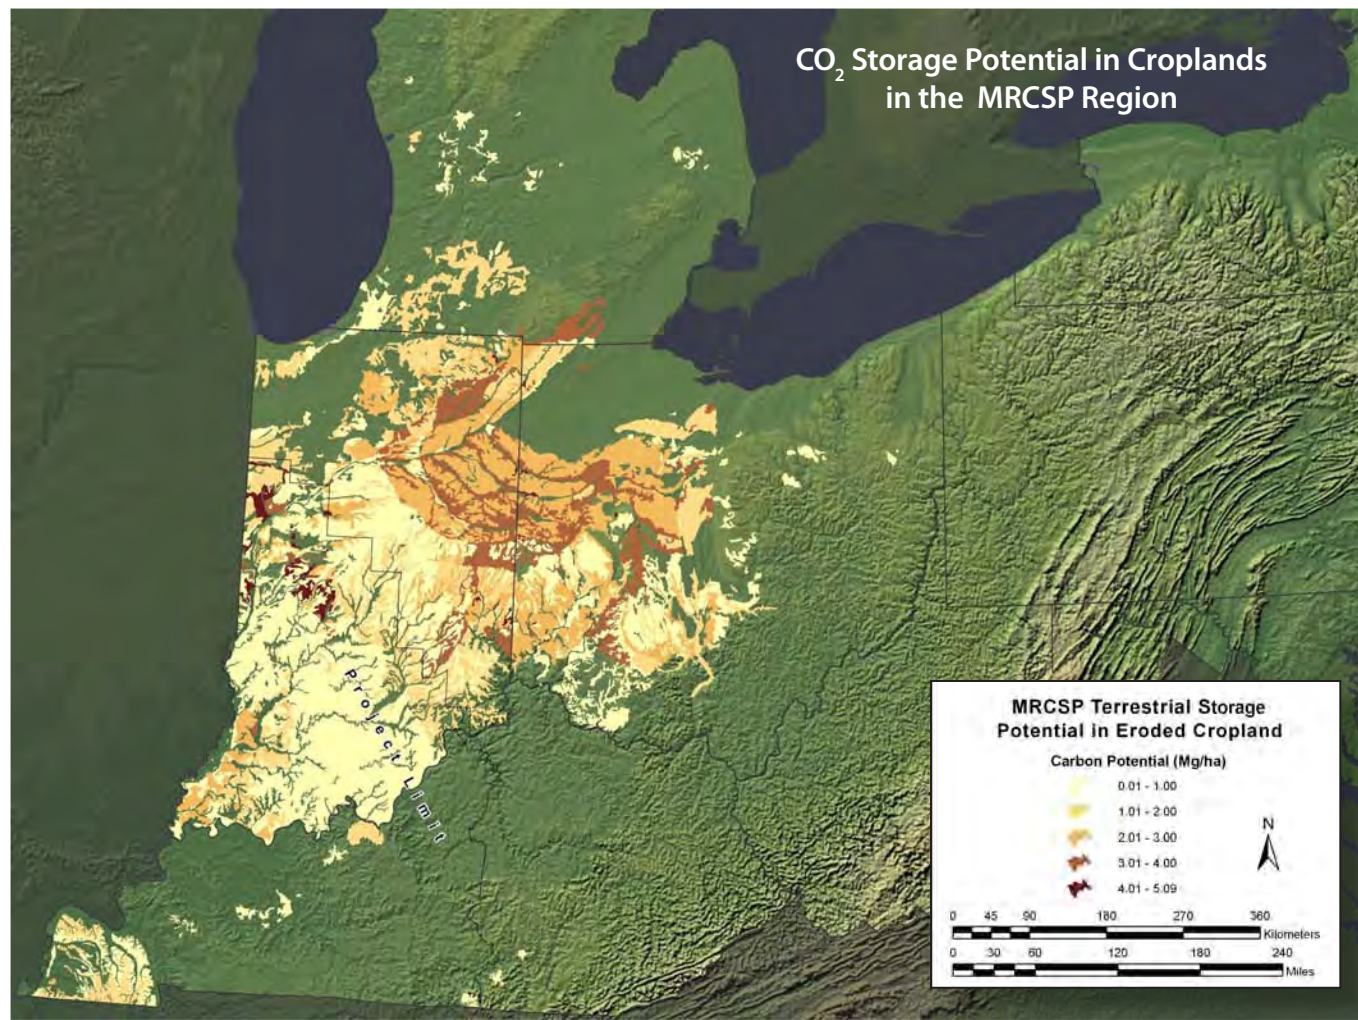 CO2 Storage Potential in Croplands
in the MRCSP Region
Project Limit
MRCSP Terrestrial Storage
Potential in Eroded Cropland
Carbon Potential (Mg/ha)
0.01 - 1.00
1.01 - 2.00
2.01 - 3.00
3.01 - 4.00
4.01 - 5.09
N
0 45 90 180 270 360
Kilometers
0 30 60 120 180 240
Miles